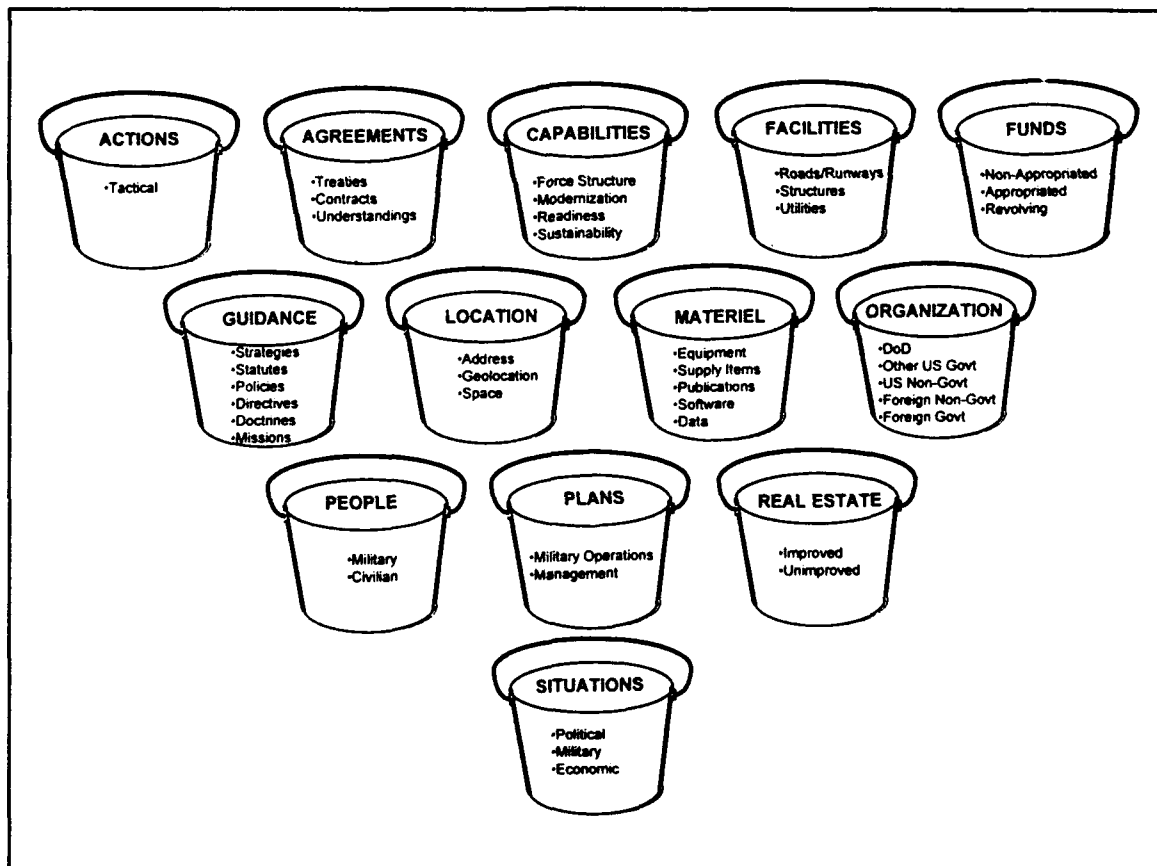 ACTIONS
•Tactical
AGREEMENTS
•Treaties
•Contracts
•Understandings
CAPABILITIES
•Force Structure
•Modernization
•Readiness
•Sustainability
FACILITIES
•Roads/Runways
•Structures
•Utilities
FUNDS
•Non-Appropriated
•Appropriated
•Revolving
GUIDANCE
•Strategies
•Statutes
•Policies
•Directives
•Doctrines
•Missions
LOCATION
•Address
•Geolocation
•Space
MATERIEL
•Equipment
•Supply Items
•Publications
•Software
•Data
ORGANIZATION
•DoD
•Other US Govt
•US Non-Govt
•Foreign Non-Govt
•Foreign Govt
PEOPLE
•Military
•Civilian
PLANS
•Military Operations
•Management
REAL ESTATE
•Improved
•Unimproved
SITUATIONS
•Political
•Military
•Economic